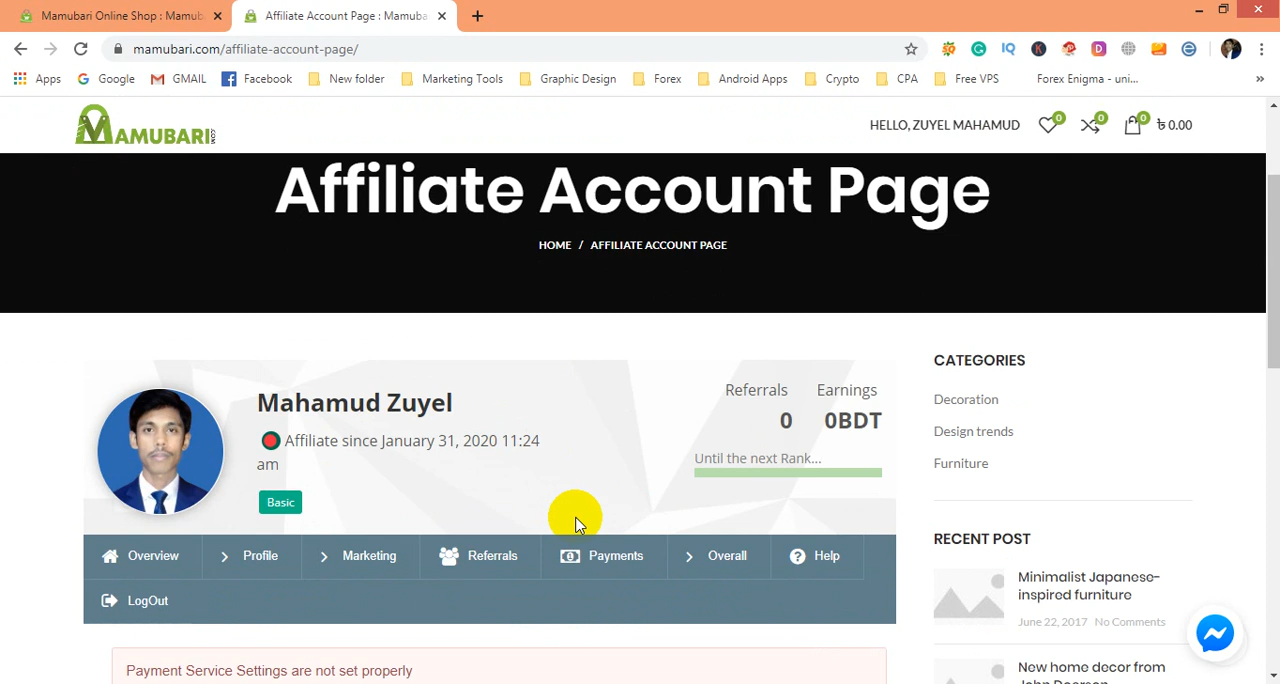 Mamubari Online Shop : Mamub
Affiliate Account Page : Mamuba
mamubari.com/affiliate-account-page/
Apps
Google
GMAIL
Facebook
New folder
Marketing Tools
Graphic Design
Forex
Android Apps
Crypto
CPA
Free VPS
Forex Enigma - uni...
MAMUBARI.COM
HELLO, ZUYEL MAHAMUD
0
0
0
৳ 0.00
Affiliate Account Page
HOME / AFFILIATE ACCOUNT PAGE
Mahamud Zuyel
Affiliate since January 31, 2020 11:24
am
Basic
Referrals
Earnings
0
0BDT
Until the next Rank...
Overview
Profile
Marketing
Referrals
Payments
Overall
Help
LogOut
Payment Service Settings are not set properly
CATEGORIES
Decoration
Design trends
Furniture
RECENT POST
Minimalist Japanese-
inspired furniture
June 22, 2017 No Comments
New home decor from
John Doerson